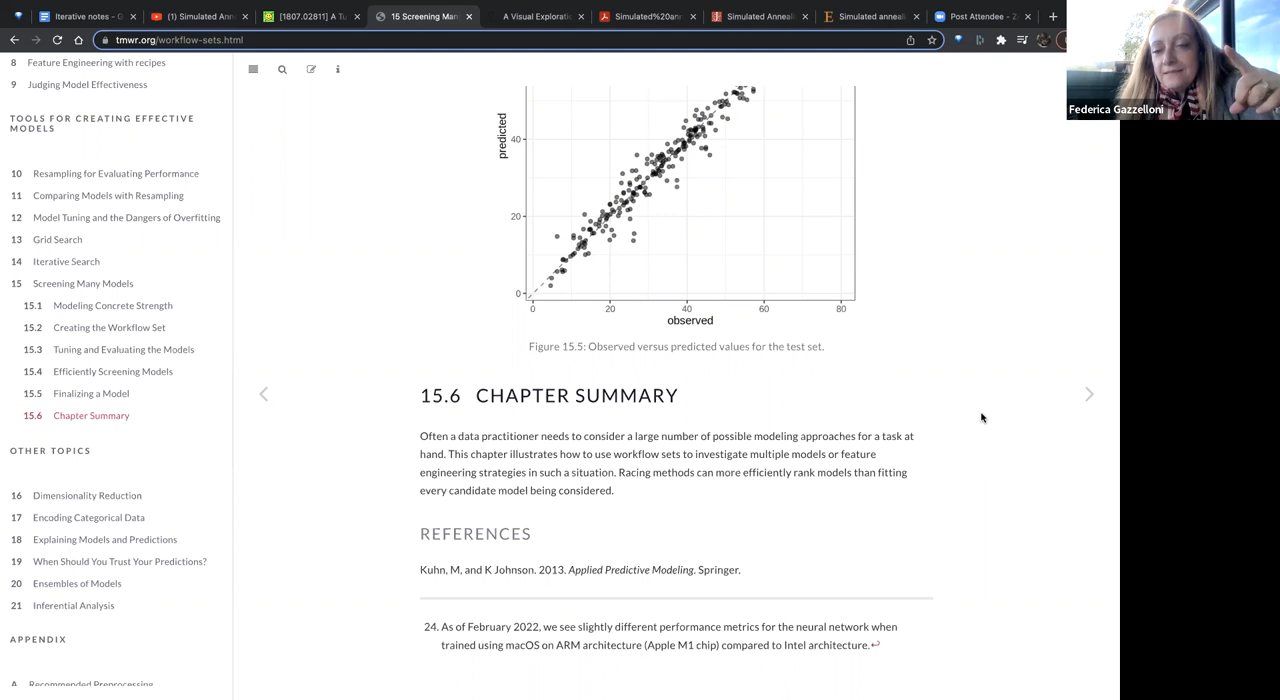 Iterative notes - G
(1) Simulated Anne
[1807.02811] A Tu
15 Screening Man
A Visual Exploratio
Simulated%20anr
Simulated Anneali
Simulated anneali
Post Attendee - Z
tmwr.org/workflow-sets.html
Federica Gazzelloni
8 Feature Engineering with recipes
9 Judging Model Effectiveness
TOOLS FOR CREATING EFFECTIVE
MODELS
10 Resampling for Evaluating Performance
11 Comparing Models with Resampling
12 Model Tuning and the Dangers of Overfitting
13 Grid Search
14 Iterative Search
15 Screening Many Models
15.1 Modeling Concrete Strength
15.2 Creating the Workflow Set
15.3 Tuning and Evaluating the Models
15.4 Efficiently Screening Models
15.5 Finalizing a Model
15.6 Chapter Summary
OTHER TOPICS
16 Dimensionality Reduction
17 Encoding Categorical Data
18 Explaining Models and Predictions
19 When Should You Trust Your Predictions?
20 Ensembles of Models
21 Inferential Analysis
APPENDIX
A Recommended Preprocessing
predicted
40
20
0
0 20 40 60 80
observed
Figure 15.5: Observed versus predicted values for the test set.
15.6 CHAPTER SUMMARY
Often a data practitioner needs to consider a large number of possible modeling approaches for a task at
hand. This chapter illustrates how to use workflow sets to investigate multiple models or feature
engineering strategies in such a situation. Racing methods can more efficiently rank models than fitting
every candidate model being considered.
REFERENCES
Kuhn, M, and K Johnson. 2013. Applied Predictive Modeling. Springer.
24. As of February 2022, we see slightly different performance metrics for the neural network when
trained using macOS on ARM architecture (Apple M1 chip) compared to Intel architecture.↩